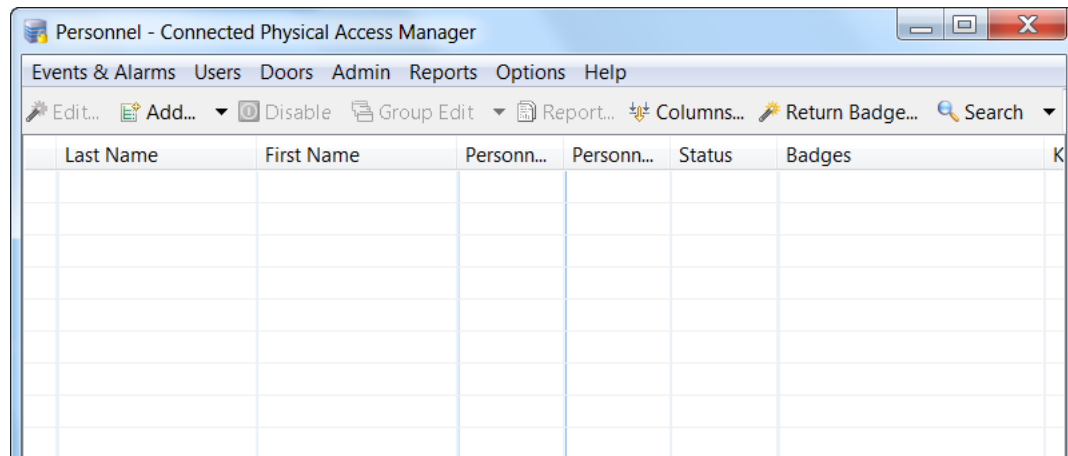 Personnel - Connected Physical Access Manager
Events & Alarms Users Doors Admin Reports Options Help
Edit... Add... Disable Group Edit Report... Columns... Return Badge... Search
Last Name First Name Personn... Personn... Status Badges K